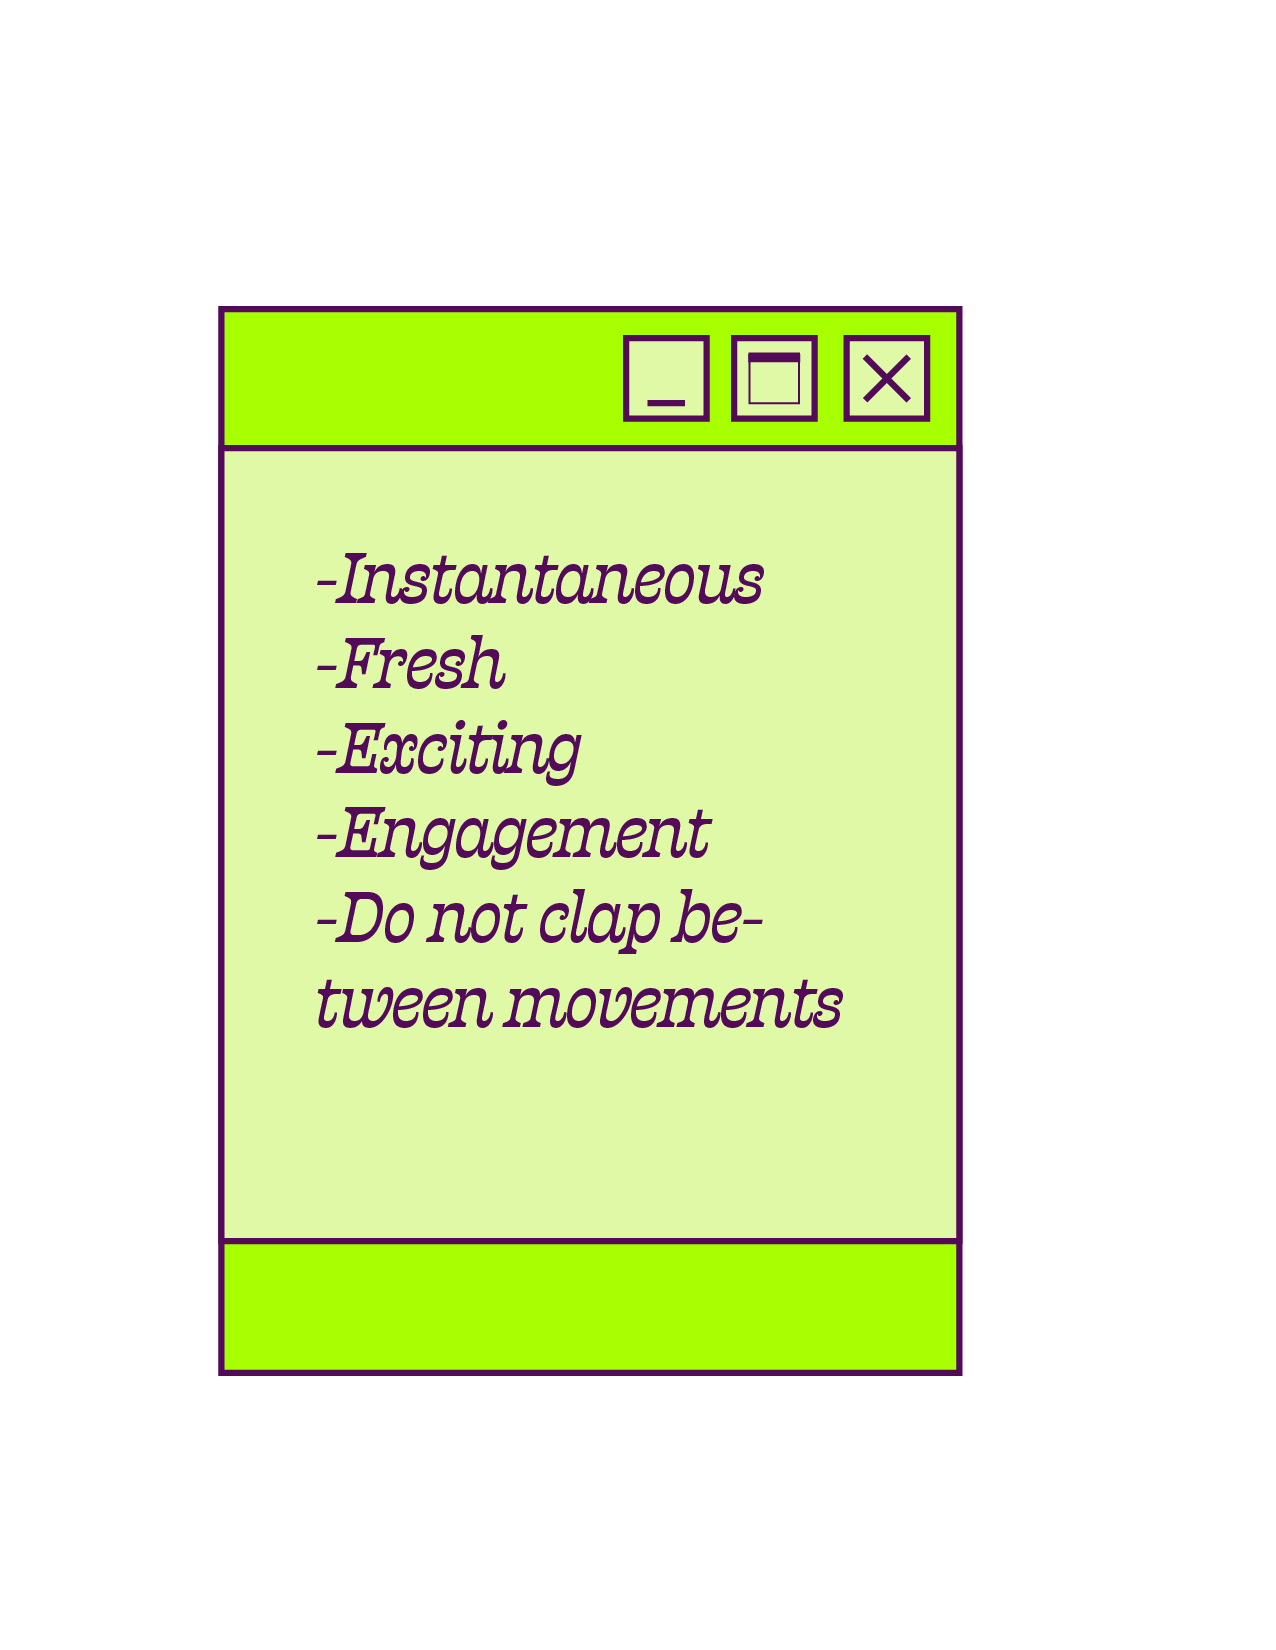 -Instantaneous
-Fresh
-Exciting
-Engagement
-Do not clap be-
tween movements